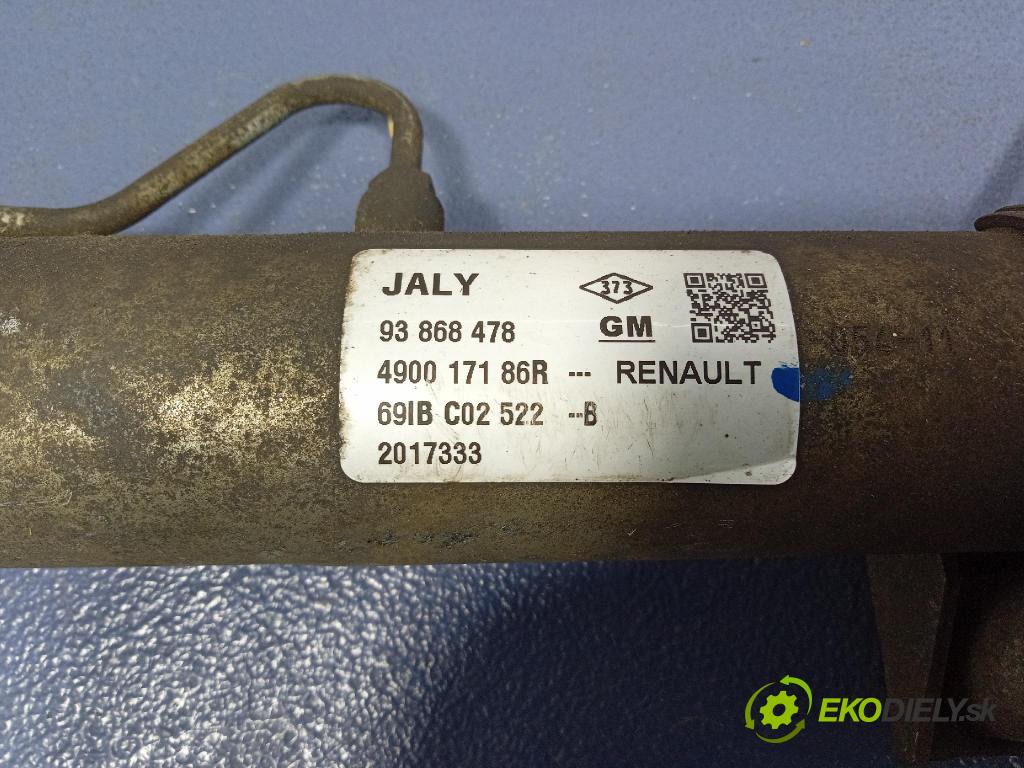 JALY 373
93 868 478 GM
4900 171 86R --- RENAULT
69IB C02 522 --B
2017333
EKODIELY.sk